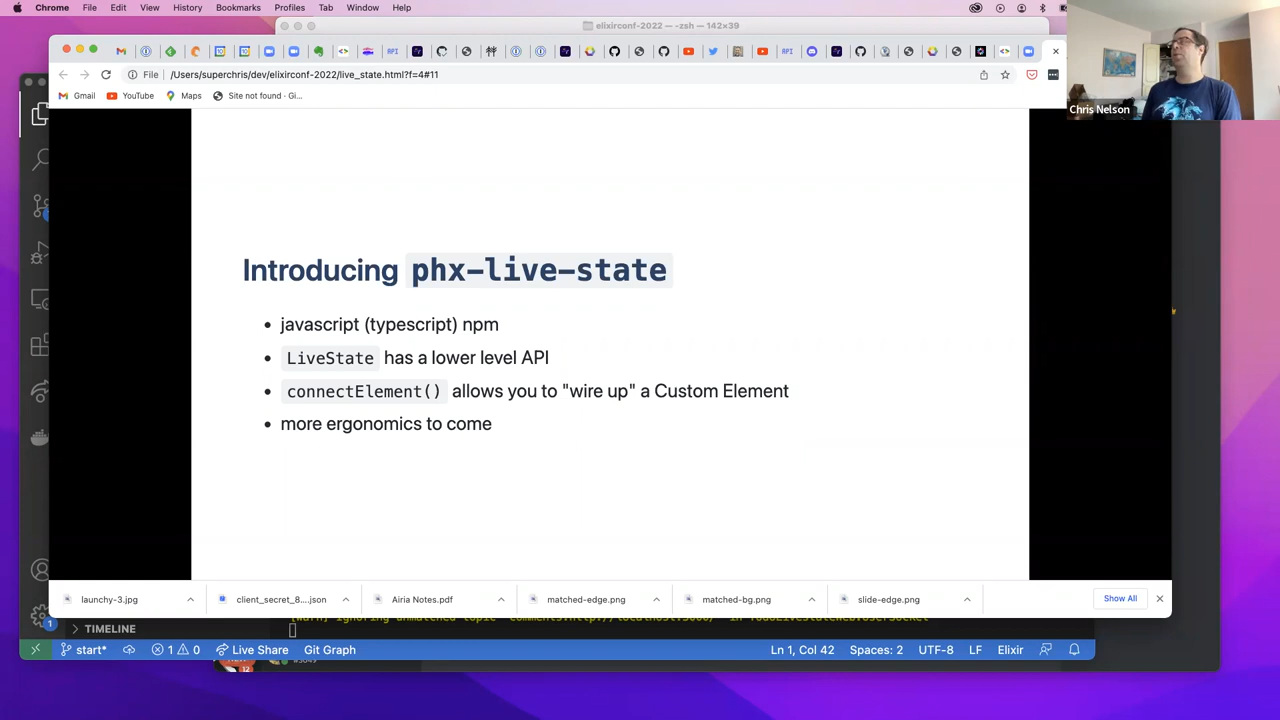 Chrome File Edit View History Bookmarks Profiles Tab Window Help
elixirconf-2022 — -zsh — 142×39
API
API
File /Users/superchris/dev/elixirconf-2022/live_state.html?f=4#11
Gmail YouTube Maps Site not found · Gi...
Chris Nelson
Introducing phx-live-state
• javascript (typescript) npm
• LiveState has a lower level API
• connectElement() allows you to "wire up" a Custom Element
• more ergonomics to come
launchy-3.jpg client_secret_8....json Airia Notes.pdf matched-edge.png matched-bg.png slide-edge.png Show All
1
TIMELINE
start* 1 0 Live Share Git Graph Ln 1, Col 42 Spaces: 2 UTF-8 LF Elixir
12